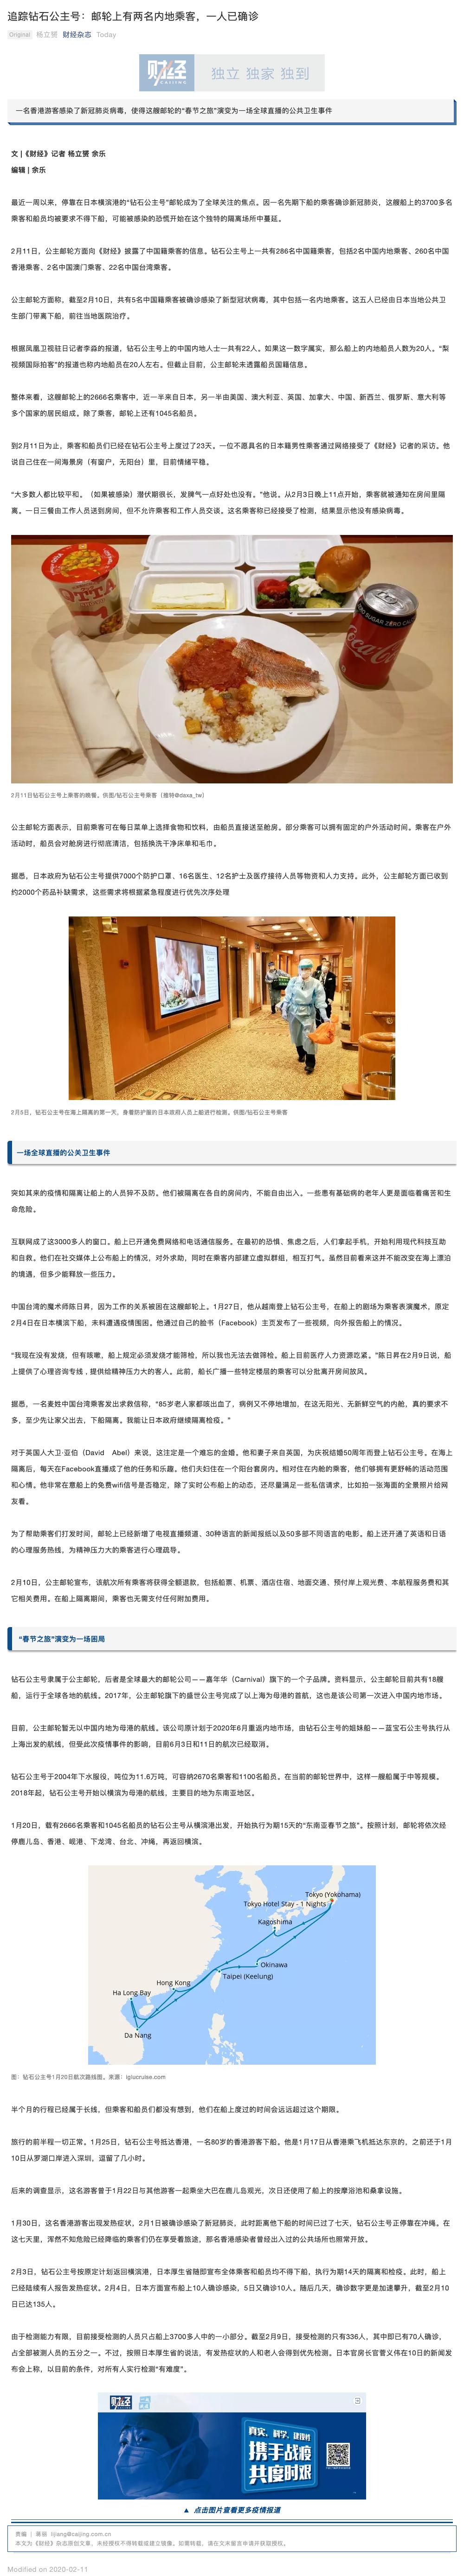 追踪钻石公主号：邮轮上有两名内地乘客，一人已确诊
Original 杨立赟 财经杂志 Today
财经 CAIJING 独立 独家 独到
一名香港游客感染了新冠肺炎病毒，使得这艘邮轮的“春节之旅”演变为一场全球直播的公共卫生事件
文 |《财经》记者 杨立赟 余乐
编辑 | 余乐
最近一周以来，停靠在日本横滨港的“钻石公主号”邮轮成为了全球关注的焦点。因一名先期下船的乘客确诊新冠肺炎，这艘船上的3700多名
乘客和船员均被要求不得下船，可能被感染的恐慌开始在这个独特的隔离场所中蔓延。
2月11日，公主邮轮方面向《财经》披露了中国籍乘客的信息。钻石公主号上一共有286名中国籍乘客，包括2名中国内地乘客、260名中国
香港乘客、2名中国澳门乘客、22名中国台湾乘客。
公主邮轮方面称，截至2月10日，共有5名中国籍乘客被确诊感染了新型冠状病毒，其中包括一名内地乘客。这五人已经由日本当地公共卫
生部门带离下船，前往当地医院治疗。
根据凤凰卫视驻日记者李淼的报道，钻石公主号上的中国内地人士一共有22人。如果这一数字属实，那么船上的内地船员人数为20人。“梨
视频国际拍客”的报道也称内地船员在20人左右。但截止目前，公主邮轮未透露船员国籍信息。
整体来看，这艘邮轮上的2666名乘客中，近一半来自日本，另一半由美国、澳大利亚、英国、加拿大、中国、新西兰、俄罗斯、意大利等
多个国家的居民组成。除了乘客，邮轮上还有1045名船员。
到2月11日为止，乘客和船员们已经在钻石公主号上度过了23天。一位不愿具名的日本籍男性乘客通过网络接受了《财经》记者的采访。他
说自己住在一间海景房（有窗户，无阳台）里，目前情绪平稳。
“大多数人都比较平和。（如果被感染）潜伏期很长，发脾气一点好处也没有。”他说。从2月3日晚上11点开始，乘客就被通知在房间里隔
离。一日三餐由工作人员送到房间，但不允许乘客和工作人员交谈。这名乘客称已经接受了检测，结果显示他没有感染病毒。
2月11日钻石公主号上乘客的晚餐。供图/钻石公主号乘客（推特@daxa_tw）
公主邮轮方面表示，目前乘客可在每日菜单上选择食物和饮料，由船员直接送至舱房。部分乘客可以拥有固定的户外活动时间。乘客在户外
活动时，船员会对舱房进行彻底清洁，包括换洗干净床单和毛巾。
据悉，日本政府为钻石公主号提供7000个防护口罩、16名医生、12名护士及医疗接待人员等物资和人力支持。此外，公主邮轮方面已收到
约2000个药品补缺需求，这些需求将根据紧急程度进行优先次序处理
2月5日，钻石公主号在海上隔离的第一天，身着防护服的日本政府人员上船进行检测。供图/钻石公主号乘客
一场全球直播的公关卫生事件
突如其来的疫情和隔离让船上的人员猝不及防。他们被隔离在各自的房间内，不能自由出入。一些患有基础病的老年人更是面临着痛苦和生
命危险。
互联网成了这3000多人的窗口。船上已开通免费网络和电话通信服务。在最初的恐惧、焦虑之后，人们拿起手机，开始利用现代科技互助
和自救。他们在社交媒体上公布船上的情况，对外求助，同时在乘客内部建立虚拟群组，相互打气。虽然目前看来这并不能改变在海上漂泊
的境遇，但多少能释放一些压力。
中国台湾的魔术师陈日昇，因为工作的关系被困在这艘邮轮上。1月27日，他从越南登上钻石公主号，在船上的剧场为乘客表演魔术，原定
2月4日在日本横滨下船，未料遭遇疫情围困。他通过自己的脸书（Facebook）主页发布了一些视频，向外报告船上的情况。
“我现在没有发烧，但有咳嗽，船上规定必须发烧才能筛检，所以我也无法去做筛检。船上目前医疗人力资源吃紧。”陈日昇在2月9日说，船
上提供了心理咨询专线，提供给精神压力大的客人。此前，船长广播一些特定楼层的乘客可以分批离开房间放风。
据悉，一名麦姓中国台湾乘客发出求救信称，“85岁老人家都咳出血了，病例又不停地增加，在这无阳光、无新鲜空气的内舱，真的要求不
多，至少先让家父出去，下船隔离。我能让日本政府继续隔离检疫。”
对于英国人大卫·亚伯（David Abel）来说，这注定是一个难忘的金婚。他和妻子来自英国，为庆祝结婚50周年而登上钻石公主号。在海上
隔离后，每天在Facebook直播成了他的任务和乐趣。他们夫妇住在一个阳台套房内。相对住在内舱的乘客，他们够拥有更舒畅的活动范围
和心情。他非常在意船上的免费wifi信号是否稳定，除了实时公布船上的动态，还尽量满足一些私信请求，比如拍一张海面的全景照片给网
友看。
为了帮助乘客们打发时间，邮轮上已经新增了电视直播频道、30种语言的新闻报纸以及50多部不同语言的电影。船上还开通了英语和日语
的心理服务热线，为精神压力大的乘客进行心理疏导。
2月10日，公主邮轮宣布，该航次所有乘客将获得全额退款，包括船票、机票、酒店住宿、地面交通、预付岸上观光费、本航程服务费和其
它相关费用。在船上隔离期间，乘客也无需支付任何附加费用。
“春节之旅”演变为一场困局
钻石公主号隶属于公主邮轮，后者是全球最大的邮轮公司——嘉年华（Carnival）旗下的一个子品牌。资料显示，公主邮轮目前共有18艘
船，运行于全球各地的航线。2017年，公主邮轮旗下的盛世公主号完成了以上海为母港的首航，这也是该公司第一次进入中国内地市场。
目前，公主邮轮暂无以中国内地为母港的航线。该公司原计划于2020年6月重返内地市场，由钻石公主号的姐妹船——蓝宝石公主号执行从
上海出发的航线，但受此次疫情事件的影响，目前6月3日和11日的航次已经取消。
钻石公主号于2004年下水服役，吨位为11.6万吨，可容纳2670名乘客和1100名船员。在当前的邮轮世界中，这样一艘船属于中等规模。
2018年起，钻石公主号开始以横滨为母港的航线，主要目的地为东南亚地区。
1月20日，载有2666名乘客和1045名船员的钻石公主号从横滨港出发，开始执行为期15天的“东南亚春节之旅”。按照计划，邮轮将依次经
停鹿儿岛、香港、岘港、下龙湾、台北、冲绳，再返回横滨。
Tokyo (Yokohama)
Tokyo Hotel Stay - 1 Nights
Kagoshima
Okinawa
Taipei (Keelung)
Hong Kong
Ha Long Bay
Da Nang
图：钻石公主号1月20日航次路线图。来源：iglucruise.com
半个月的行程已经属于长线，但乘客和船员们都没有想到，他们在船上度过的时间会远远超过这个期限。
旅行的前半程一切正常。1月25日，钻石公主号抵达香港，一名80岁的香港游客下船。他是1月17日从香港乘飞机抵达东京的，之前还于1月
10日从罗湖口岸进入深圳，逗留了几小时。
后来的调查显示，这名游客曾于1月22日与其他游客一起乘坐大巴在鹿儿岛观光，次日还使用了船上的按摩浴池和桑拿设施。
1月30日，这名香港游客出现发热症状，2月1日被确诊感染了新冠肺炎，此时距离他下船的时间已过了七天，钻石公主号正停靠在冲绳。在
这七天里，浑然不知危险已经降临的乘客们仍在享受着旅途，那名香港感染者曾经出入过的公共场所也照常开放。
2月3日，钻石公主号按原定计划返回横滨港，日本厚生省随即宣布全体乘客和船员均不得下船，执行为期14天的隔离和检疫。此时，船上
已经陆续有人报告发热症状。2月4日，日本方面宣布船上10人确诊感染，5日又确诊10人。随后几天，确诊数字更是加速攀升，截至2月10
日已达135人。
由于检测能力有限，目前接受检测的人员只占船上3700多人中的一小部分。截至2月9日，接受检测的只有336人，其中即已有70人确诊，
占全部被测人员的五分之一。不过，按照日本厚生省的说法，有发热症状的人和老人会得到优先检测。日本官房长官菅义伟在10日的新闻发
布会上称，以目前的条件，对所有人实行检测“有难度”。
财经
真实、科学、建设性
携手战疫
共度时艰
▲ 点击图片查看更多疫情报道
责编 | 蒋丽 lijiang@caijing.com.cn
本文为《财经》杂志原创文章，未经授权不得转载或建立镜像。如需转载，请在文末留言申请并获取授权。
Modified on 2020-02-11